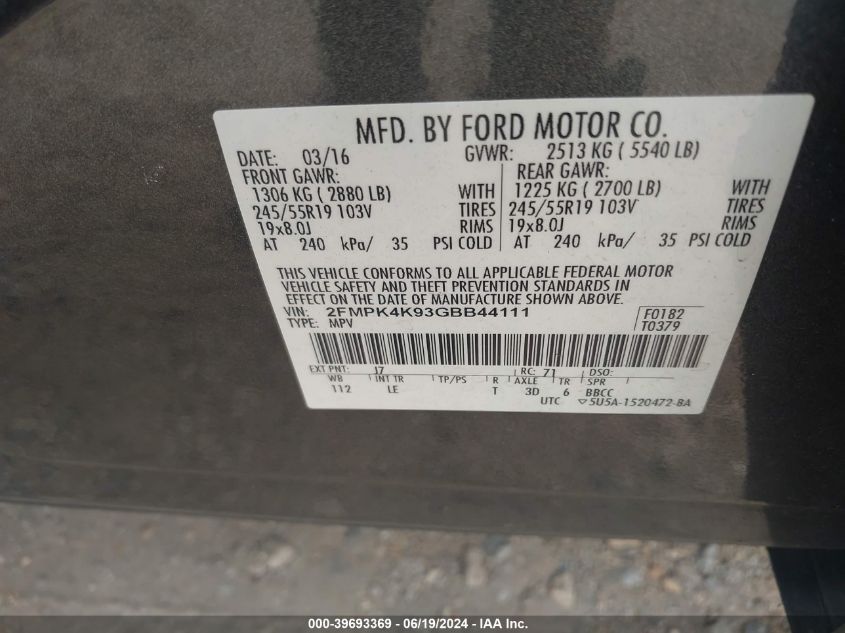 MFD. BY FORD MOTOR CO.
DATE: 03/16 GVWR: 2513 KG ( 5540 LB)
FRONT GAWR: REAR GAWR:
1306 KG ( 2880 LB) WITH 1225 KG ( 2700 LB) WITH
245/55R19 103V TIRES 245/55R19 103V TIRES
19x8.0J RIMS 19x8.0J RIMS
AT 240 kPa/ 35 PSI COLD AT 240 kPa/ 35 PSI COLD
THIS VEHICLE CONFORMS TO ALL APPLICABLE FEDERAL MOTOR
VEHICLE SAFETY AND THEFT PREVENTION STANDARDS IN
EFFECT ON THE DATE OF MANUFACTURE SHOWN ABOVE.
VIN: 2FMPK4K93GBB44111 F0182
TYPE: MPV T0379
EXT PNT: J7 RC: 71 DSO:
WB INT TR TP/PS R AXLE TR SPR
112 LE T 3D 6 BBCC
UTC ▽5U5A-1520472-BA
000-39693369 - 06/19/2024 - IAA Inc.